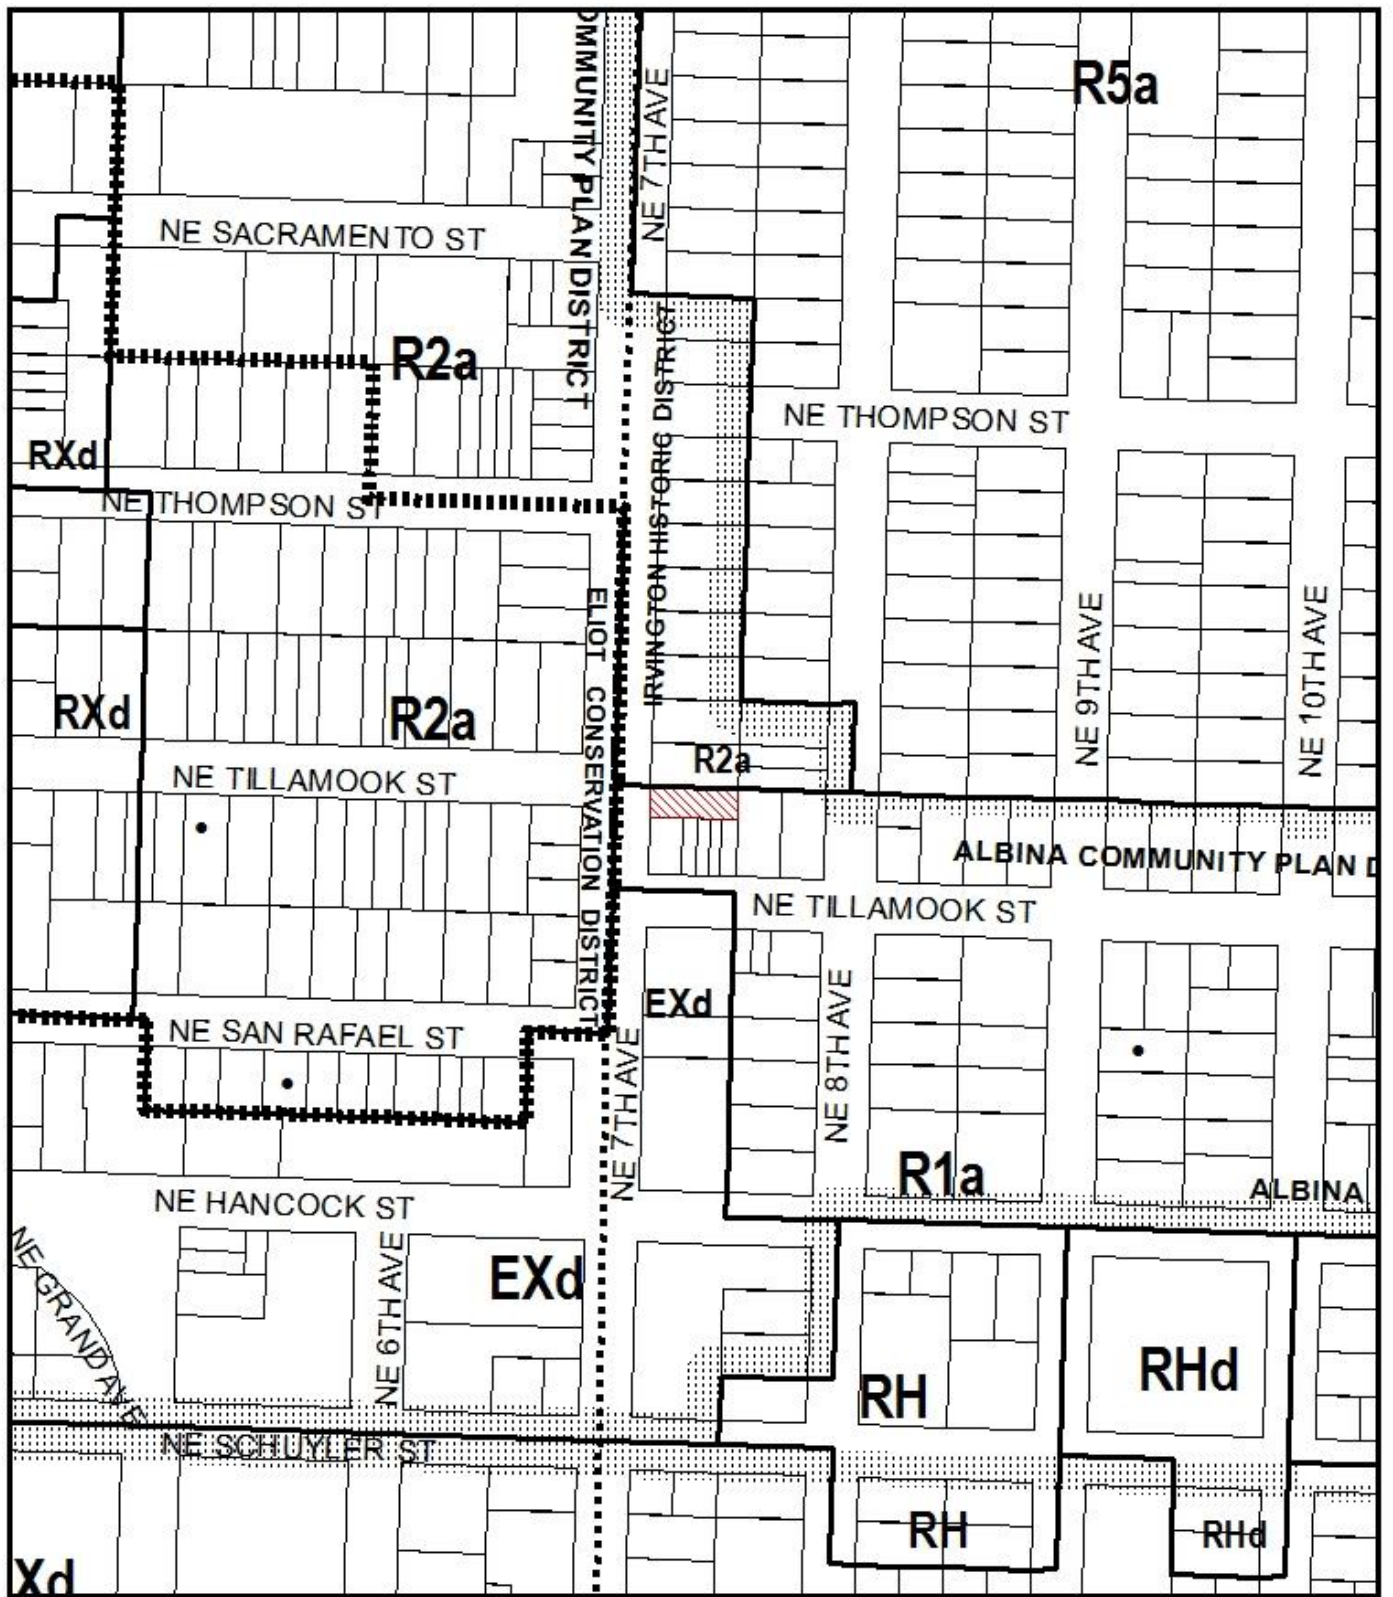 OMMUNITY PLAN DISTRICT
NE 7TH AVE
R5a
NE SACRAMENTO ST
R2a
IRVINGTON HISTORIC DISTRICT
NE THOMPSON ST
RXd
NE THOMPSON ST
ELIOT CONSERVATION DISTRICT
NE 9TH AVE
NE 10TH AVE
RXd
R2a
R2a
NE TILLAMOOK ST
ALBINA COMMUNITY PLAN D
NE TILLAMOOK ST
EXd
NE 8TH AVE
NE SAN RAFAEL ST
NE 7TH AVE
R1a
ALBINA
NE HANCOCK ST
NE GRAND AVE
NE 6TH AVE
EXd
RH
RHd
NE SCHUYLER ST
RH
RHd
Xd